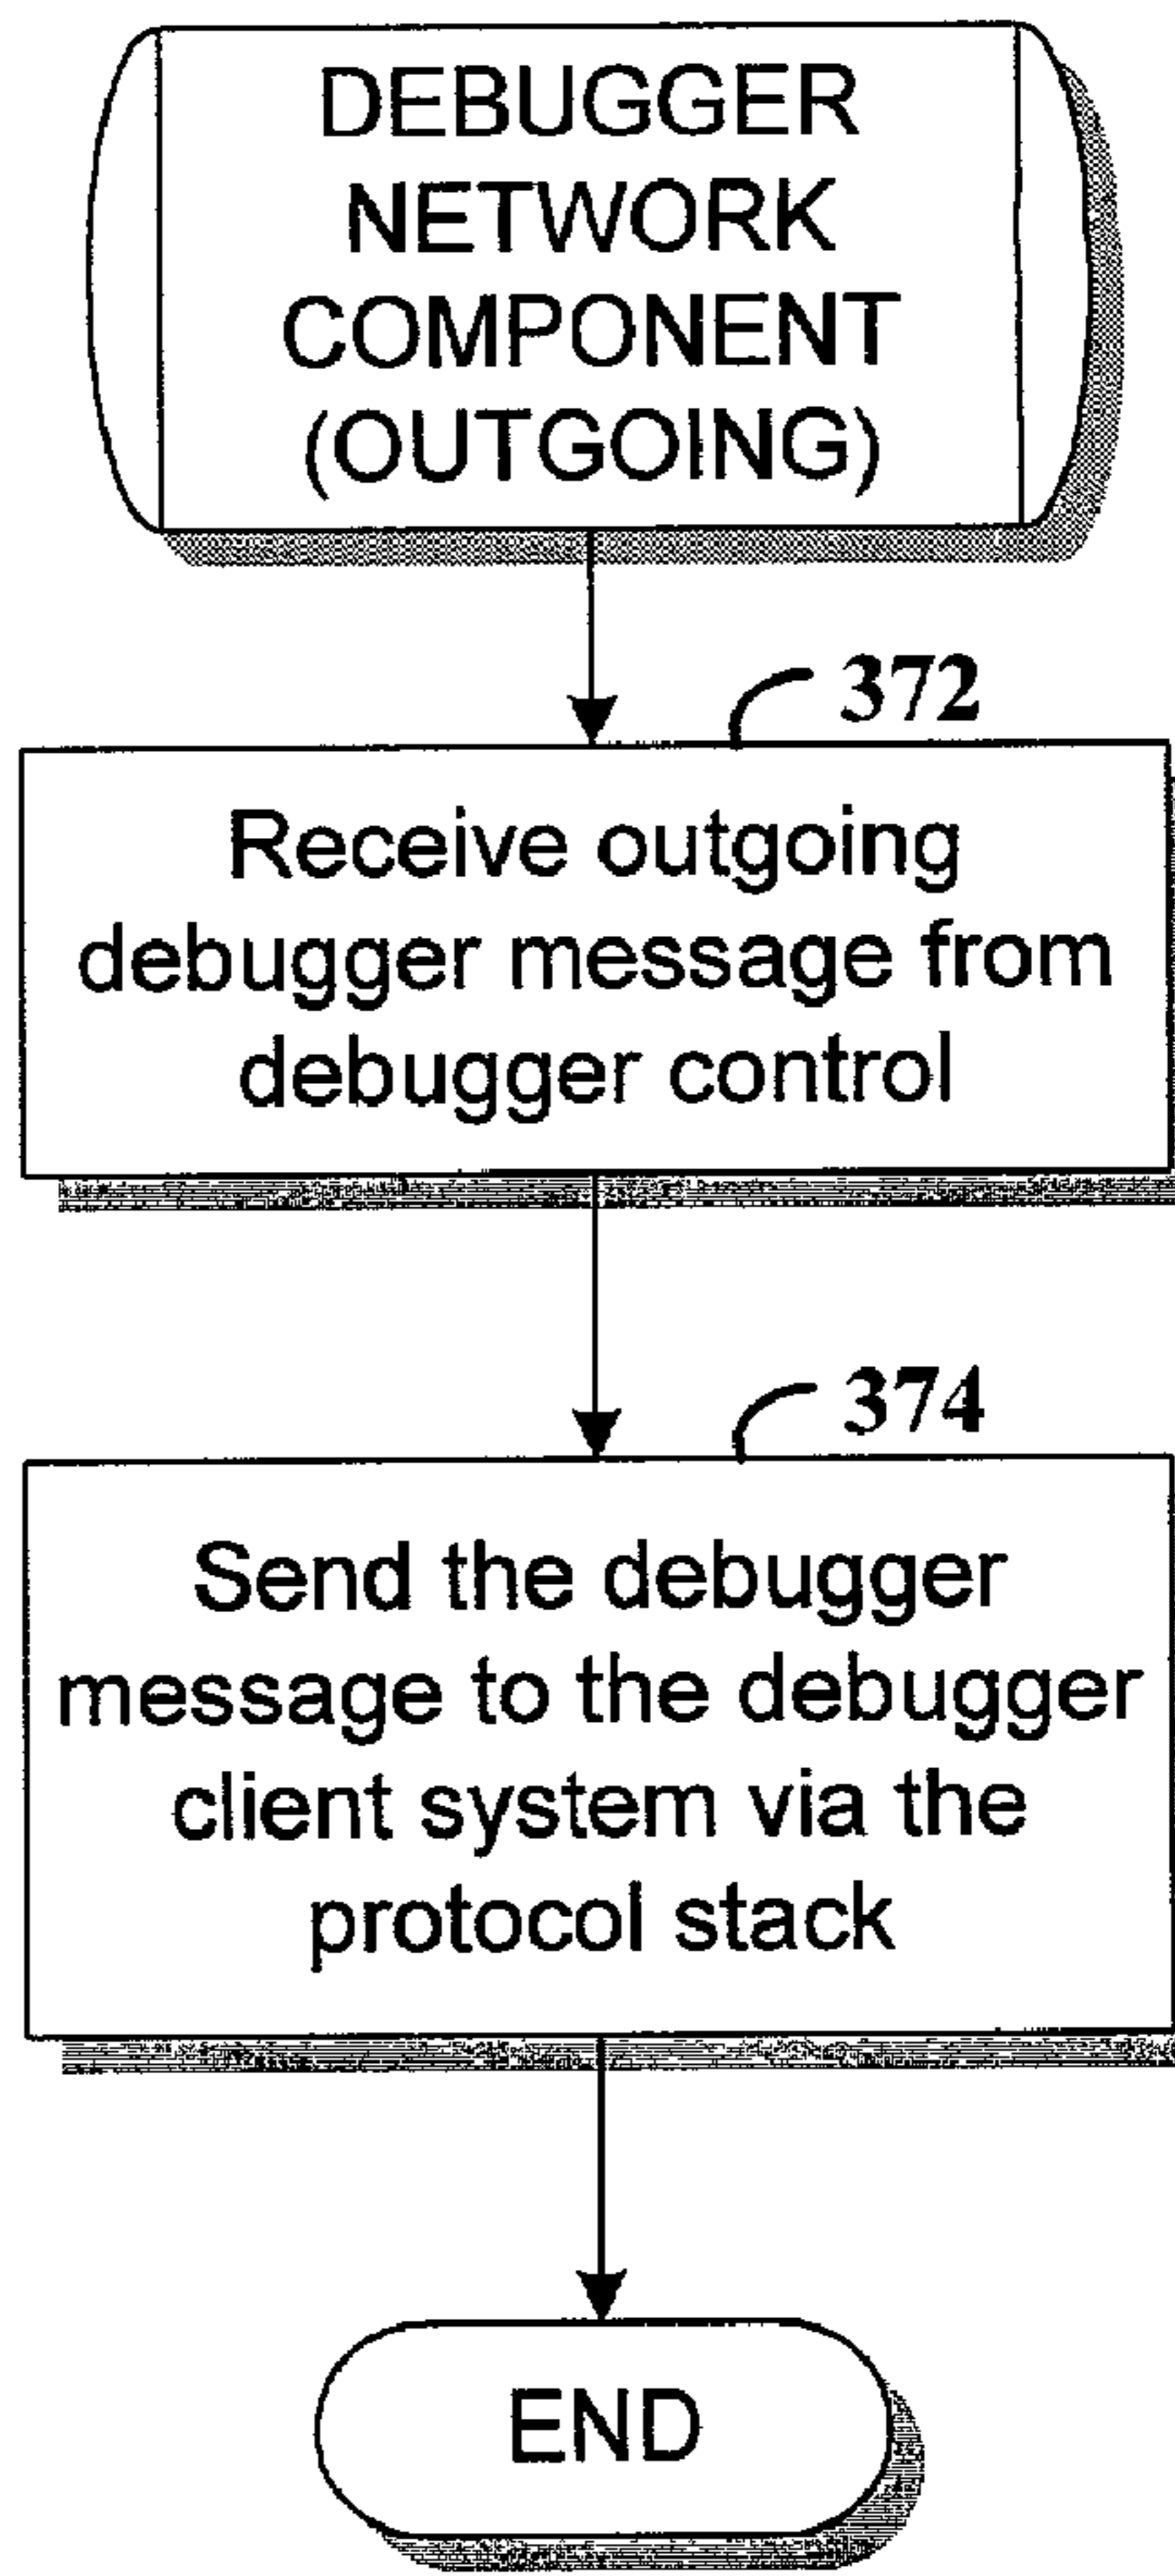 DEBUGGER
NETWORK
COMPONENT
(OUTGOING)
372
Receive outgoing
debugger message from
debugger control
374
Send the debugger
message to the debugger
client system via the
protocol stack
END